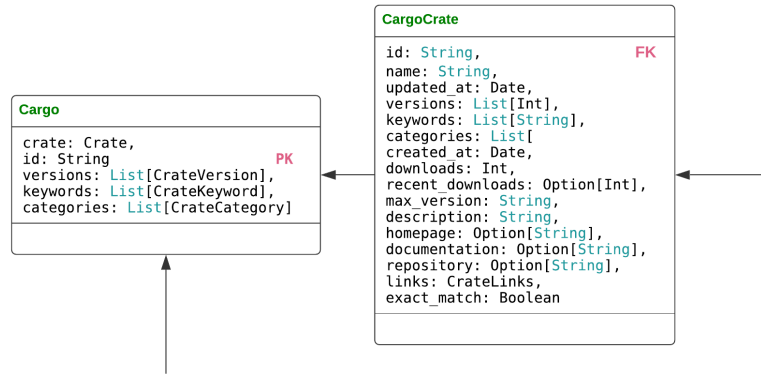 Cargo
crate: Crate,
id: String PK
versions: List[CrateVersion],
keywords: List[CrateKeyword],
categories: List[CrateCategory]
CargoCrate
id: String, FK
name: String,
updated_at: Date,
versions: List[Int],
keywords: List[String],
categories: List[
created_at: Date,
downloads: Int,
recent_downloads: Option[Int],
max_version: String,
description: String,
homepage: Option[String],
documentation: Option[String],
repository: Option[String],
links: CrateLinks,
exact_match: Boolean